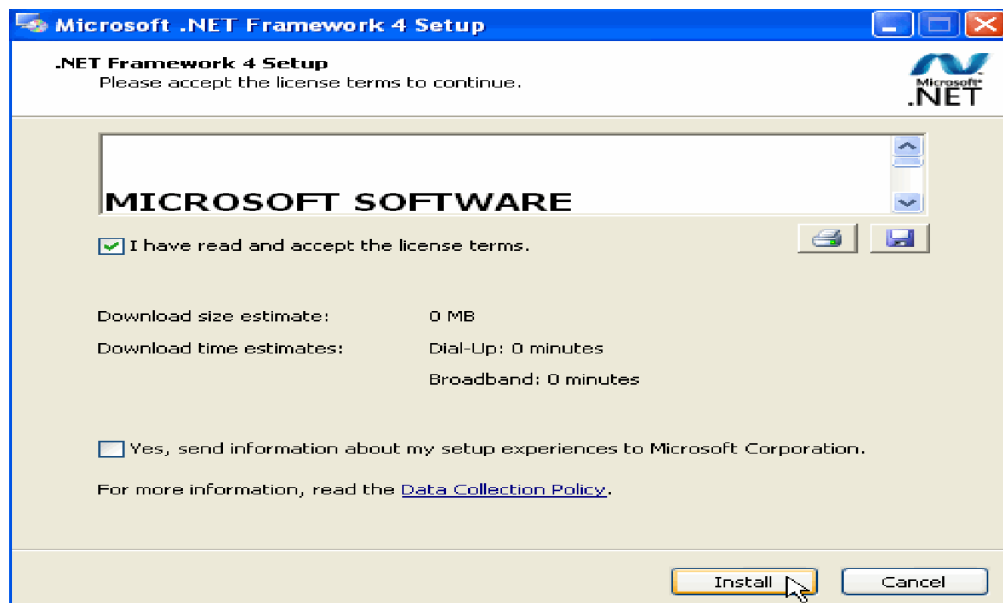 Microsoft .NET Framework 4 Setup
.NET Framework 4 Setup
Please accept the license terms to continue.
Microsoft®
.NET
MICROSOFT SOFTWARE
I have read and accept the license terms.
Download size estimate: 0 MB
Download time estimates: Dial-Up: 0 minutes
Broadband: 0 minutes
Yes, send information about my setup experiences to Microsoft Corporation.
For more information, read the Data Collection Policy.
Install Cancel